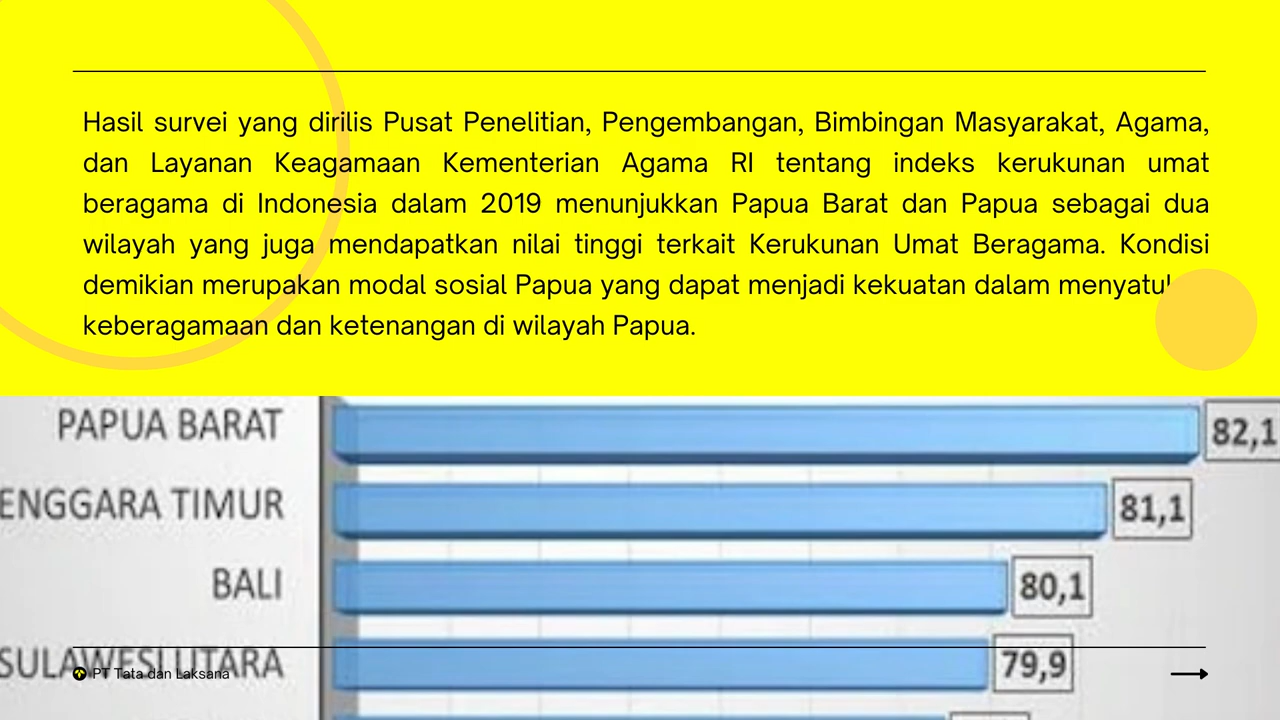 Hasil survei yang dirilis Pusat Penelitian, Pengembangan, Bimbingan Masyarakat, Agama,
dan Layanan Keagamaan Kementerian Agama RI tentang indeks kerukunan umat
beragama di Indonesia dalam 2019 menunjukkan Papua Barat dan Papua sebagai dua
wilayah yang juga mendapatkan nilai tinggi terkait Kerukunan Umat Beragama. Kondisi
demikian merupakan modal sosial Papua yang dapat menjadi kekuatan dalam
keberagamaan dan ketenangan di wilayah Papua.
PAPUA BARAT 82,1
ENGGARA TIMUR 81,1
BALI 80,1
SULAWESI UTARA 79,9
PT Tata dan Laksana